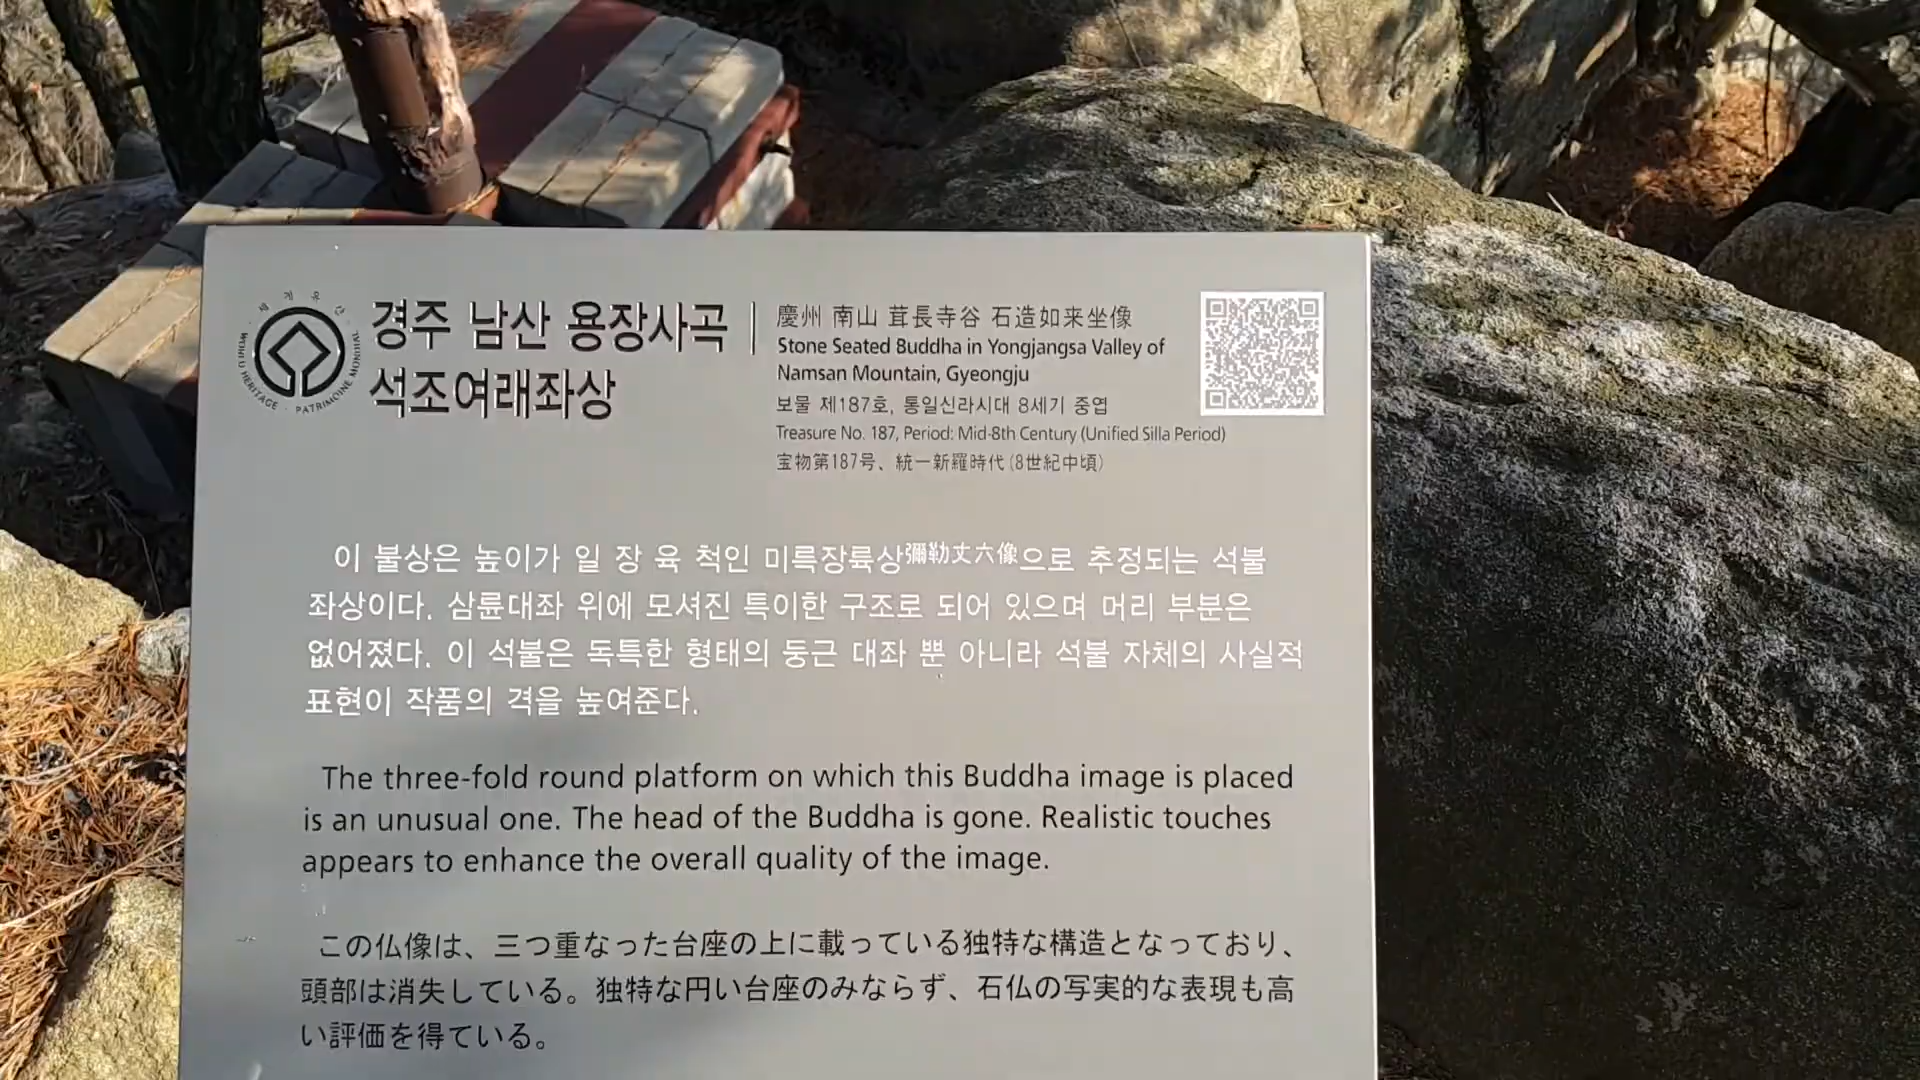 세계유산
WORLD HERITAGE · PATRIMOINE MONDIAL
경주 남산 용장사곡
석조여래좌상
慶州 南山 茸長寺谷 石造如来坐像
Stone Seated Buddha in Yongjangsa Valley of
Namsan Mountain, Gyeongju
보물 제187호, 통일신라시대 8세기 중엽
Treasure No. 187, Period: Mid-8th Century (Unified Silla Period)
宝物第187号、統一新羅時代 (8世紀中頃)
이 불상은 높이가 일 장 육 척인 미륵장륙상彌勒丈六像으로 추정되는 석불
좌상이다. 삼륜대좌 위에 모셔진 특이한 구조로 되어 있으며 머리 부분은
없어졌다. 이 석불은 독특한 형태의 둥근 대좌 뿐 아니라 석불 자체의 사실적
표현이 작품의 격을 높여준다.
The three-fold round platform on which this Buddha image is placed
is an unusual one. The head of the Buddha is gone. Realistic touches
appears to enhance the overall quality of the image.
この仏像は、三つ重なった台座の上に載っている独特な構造となっており、
頭部は消失している。独特な円い台座のみならず、石仏の写実的な表現も高
い評価を得ている。